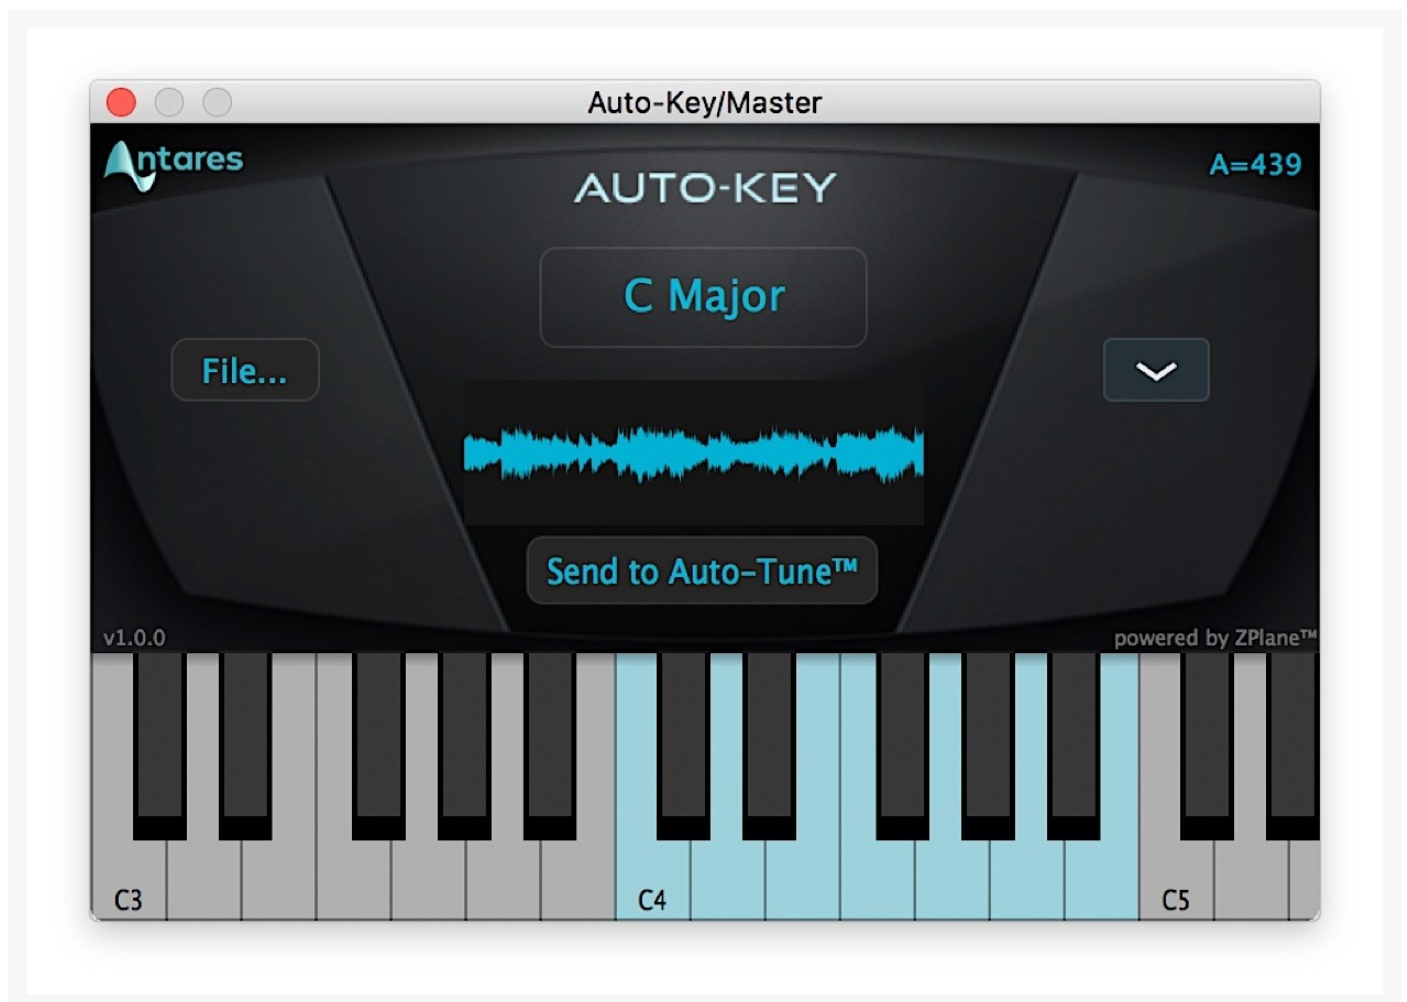 Auto-Key/Master
Antares
A=439
AUTO-KEY
C Major
File...
Send to Auto-Tune™
v1.0.0
powered by ZPlane™
C3
C4
C5